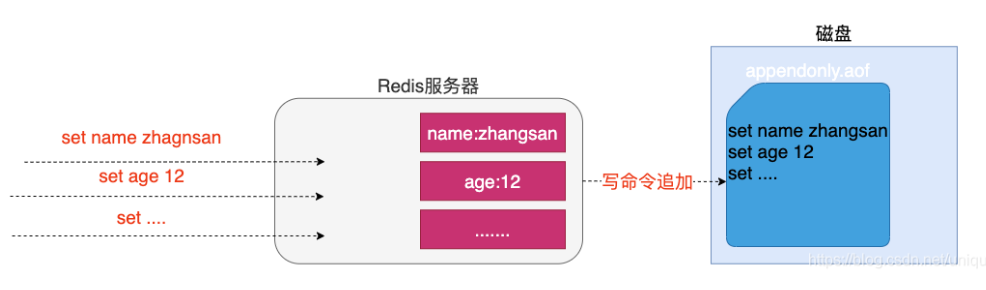 磁盘
appendonly.aof
Redis服务器
set name zhagnsan
name:zhangsan
set name zhangsan
set age 12
set ....
set age 12
age:12
写命令追加
set ....
.......
https://blog.csdn.net/uniqu